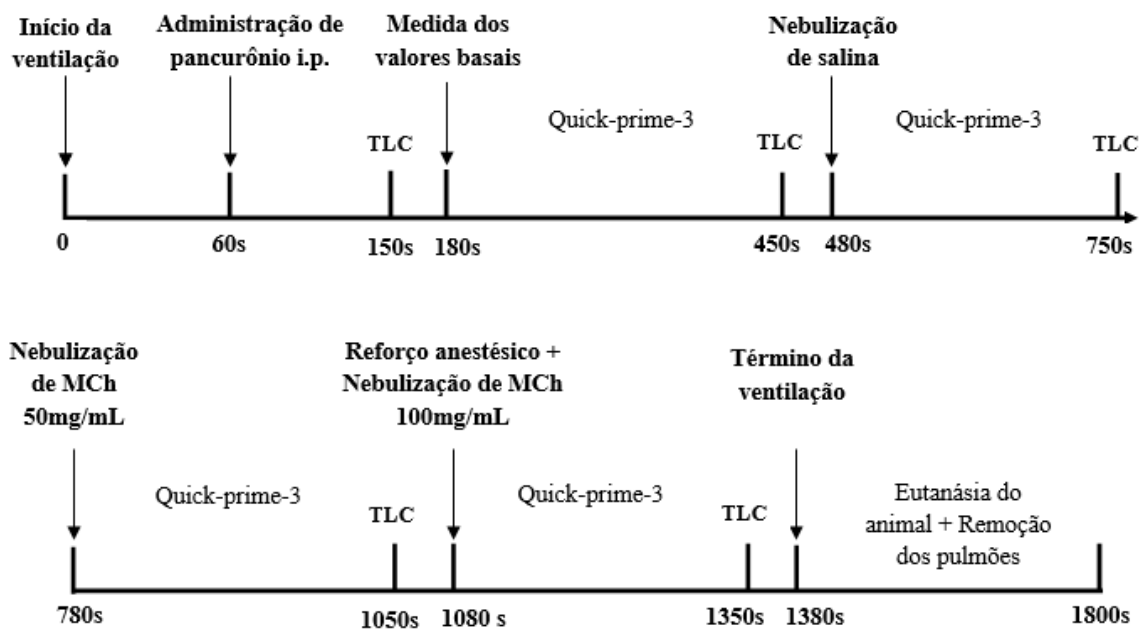 Início da
ventilação
Administração de
pancurônio i.p.
Medida dos
valores basais
Nebulização
de salina
TLC
Quick-prime-3
TLC
Quick-prime-3
TLC
0
60s
150s
180s
450s
480s
750s
Nebulização
de MCh
50mg/mL
Reforço anestésico +
Nebulização de MCh
100mg/mL
Término da
ventilação
Quick-prime-3
TLC
Quick-prime-3
TLC
Eutanásia do
animal + Remoção
dos pulmões
780s
1050s
1080 s
1350s
1380s
1800s